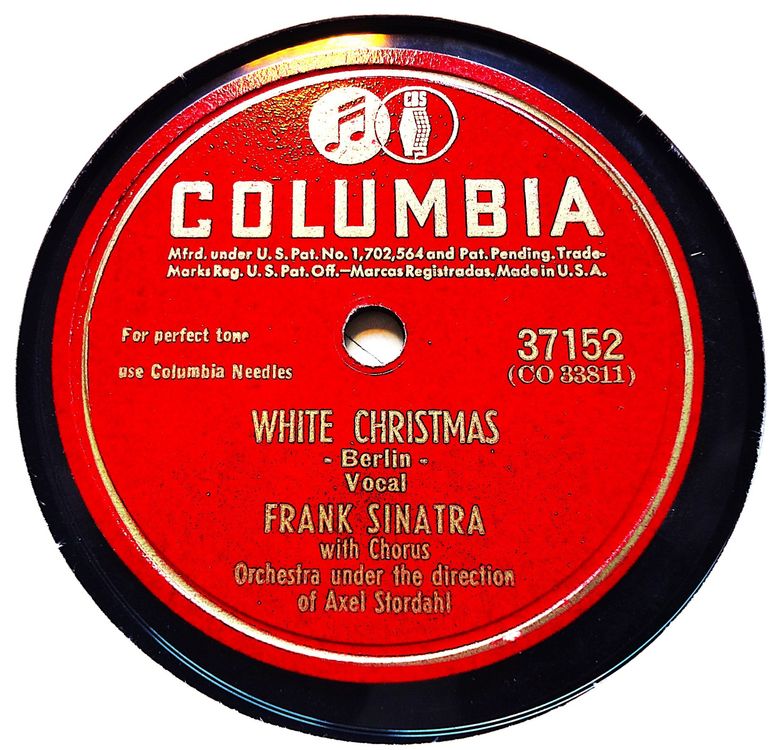 CBS
COLUMBIA
Mfrd. under U. S. Pat. No. 1,702,564 and Pat. Pending. Trade-
Marks Reg. U. S. Pat. Off.—Marcas Registradas. Made in U. S. A.
For perfect tone
use Columbia Needles
37152
(CO 33811)
WHITE CHRISTMAS
- Berlin -
Vocal
FRANK SINATRA
with Chorus
Orchestra under the direction
of Axel Stordahl